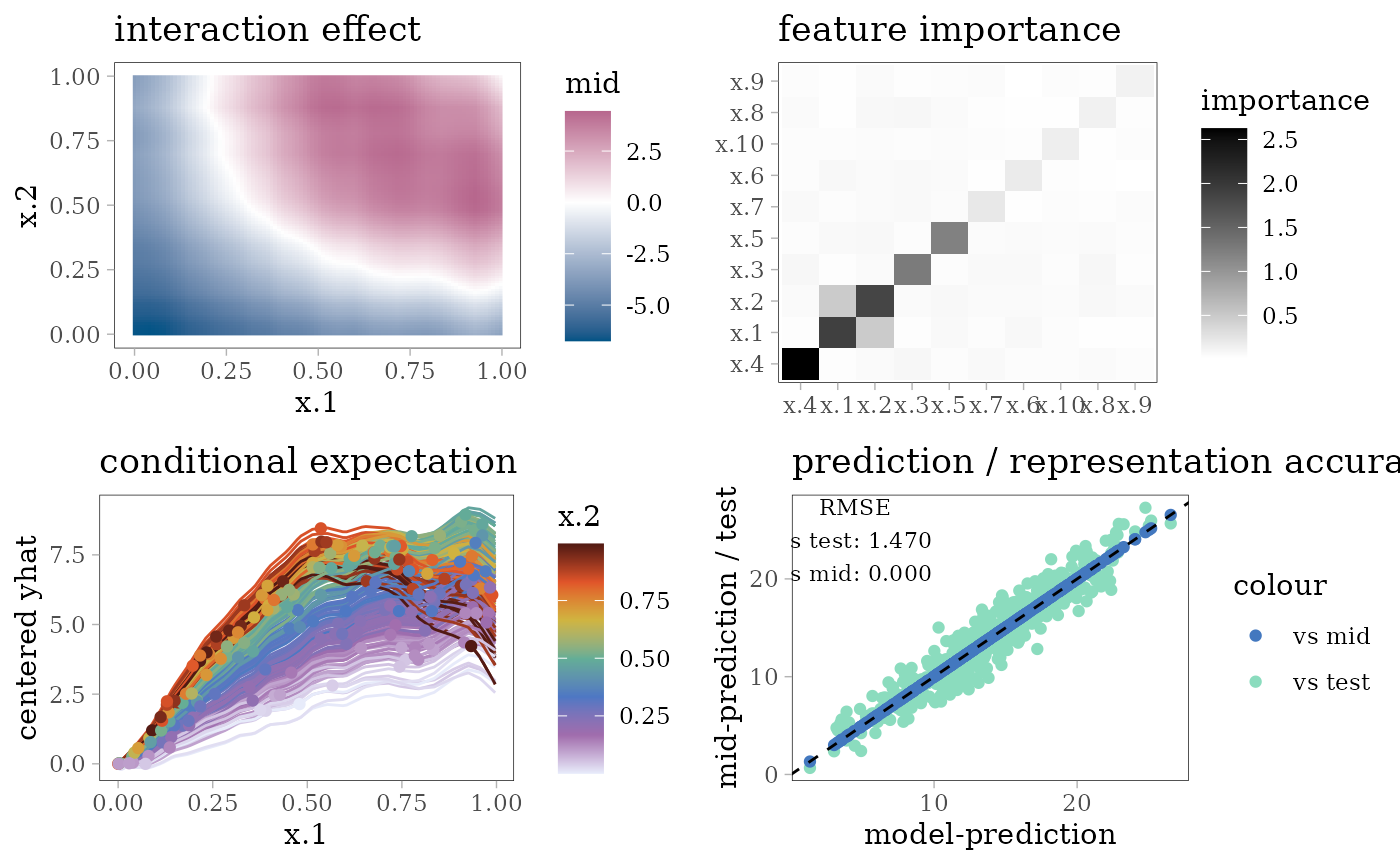 interaction effect
1.00
0.75
0.50
0.25
0.00
x.2
0.00 0.25 0.50 0.75 1.00
x.1
mid
2.5
0.0
-2.5
-5.0
feature importance
x.9
x.8
x.10
x.6
x.7
x.5
x.3
x.2
x.1
x.4
x.4 x.1 x.2 x.3 x.5 x.7 x.6 x.10 x.8 x.9
importance
2.5
2.0
1.5
1.0
0.5
conditional expectation
7.5
5.0
2.5
0.0
centered yhat
0.00 0.25 0.50 0.75 1.00
x.1
x.2
0.75
0.50
0.25
prediction / representation accura
RMSE
s test: 1.470
s mid: 0.000
20
10
0
mid-prediction / test
10 20
model-prediction
colour
vs mid
vs test